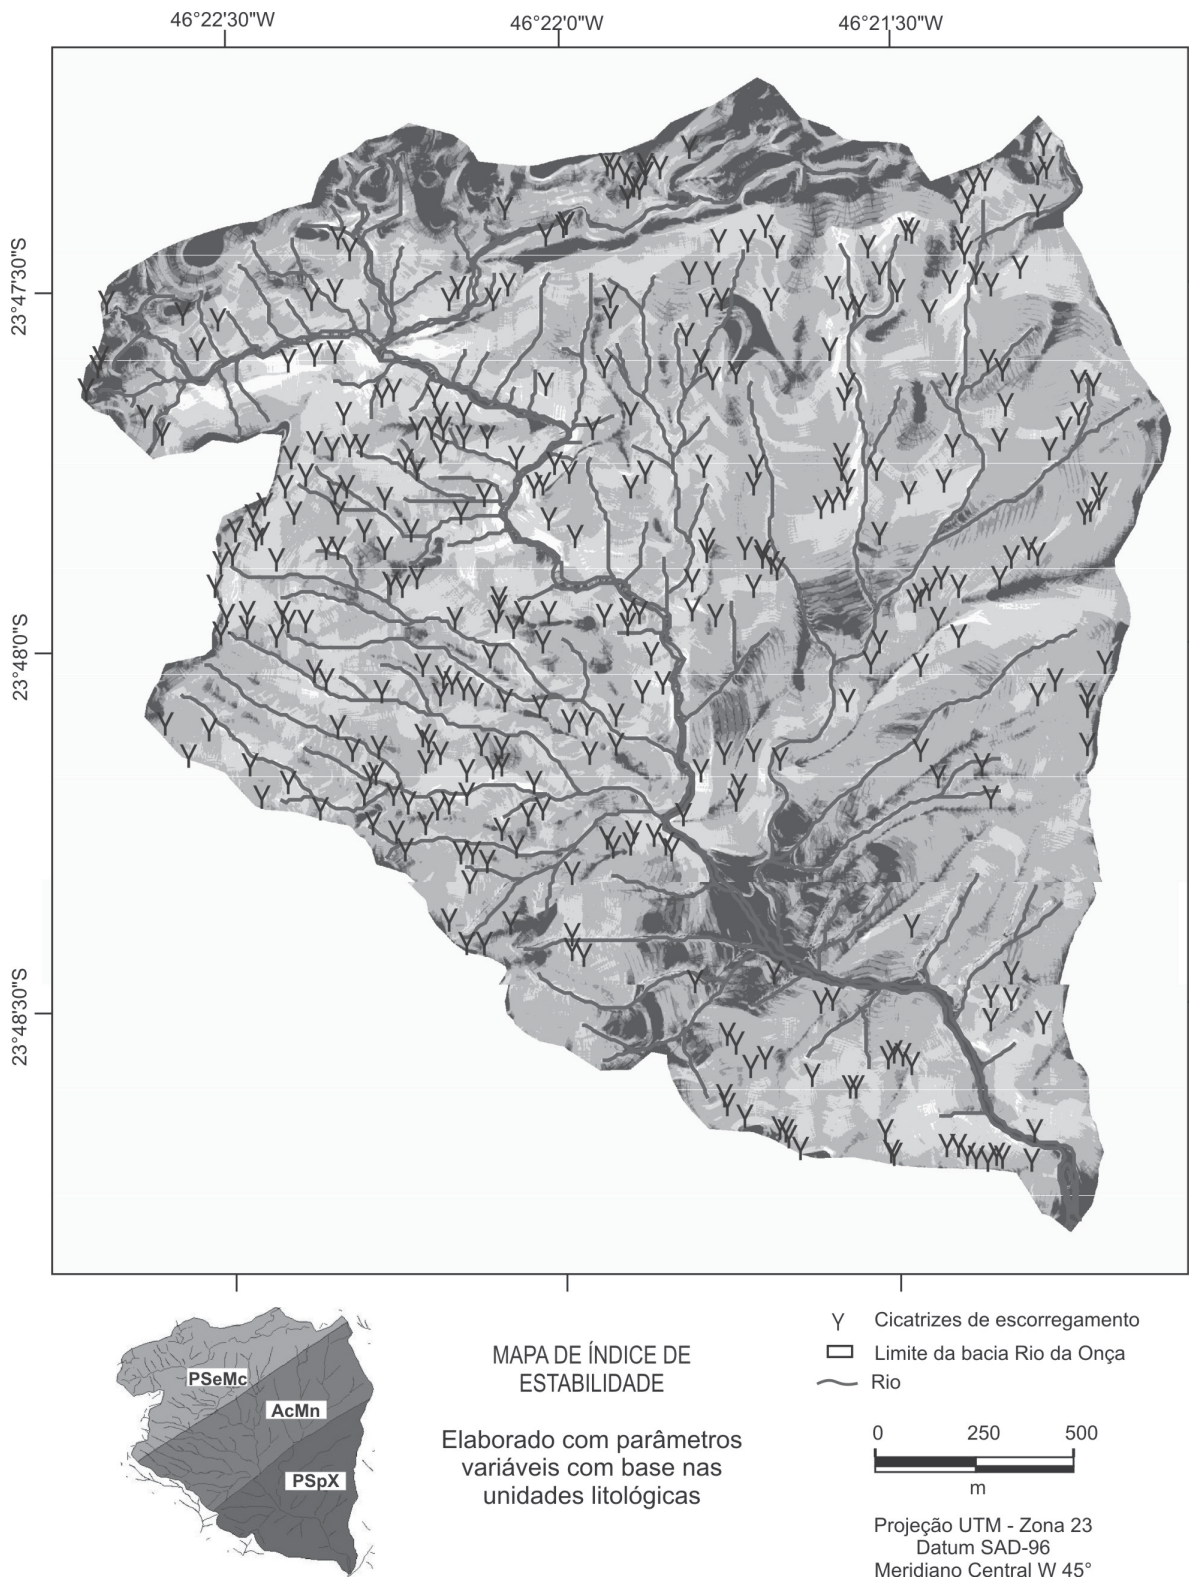 46°22'30"W
46°22'0"W
46°21'30"W
23°47'30"S
23°48'0"S
23°48'30"S
PSeMc
AcMn
PSpX
MAPA DE ÍNDICE DE
ESTABILIDADE
Elaborado com parâmetros
variáveis com base nas
unidades litológicas
Y Cicatrizes de escorregamento
Limite da bacia Rio da Onça
Rio
0 250 500
m
Projeção UTM - Zona 23
Datum SAD-96
Meridiano Central W 45°